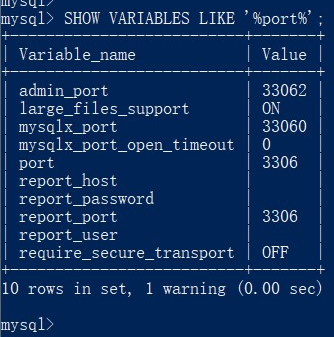 mysql>
mysql> SHOW VARIABLES LIKE '%port%';
+--------------------------+-------+
| Variable_name            | Value |
+--------------------------+-------+
| admin_port               | 33062 |
| large_files_support      | ON    |
| mysqlx_port              | 33060 |
| mysqlx_port_open_timeout | 0     |
| port                     | 3306  |
| report_host              |       |
| report_password          |       |
| report_port              | 3306  |
| report_user              |       |
| require_secure_transport | OFF   |
+--------------------------+-------+
10 rows in set, 1 warning (0.00 sec)
mysql>